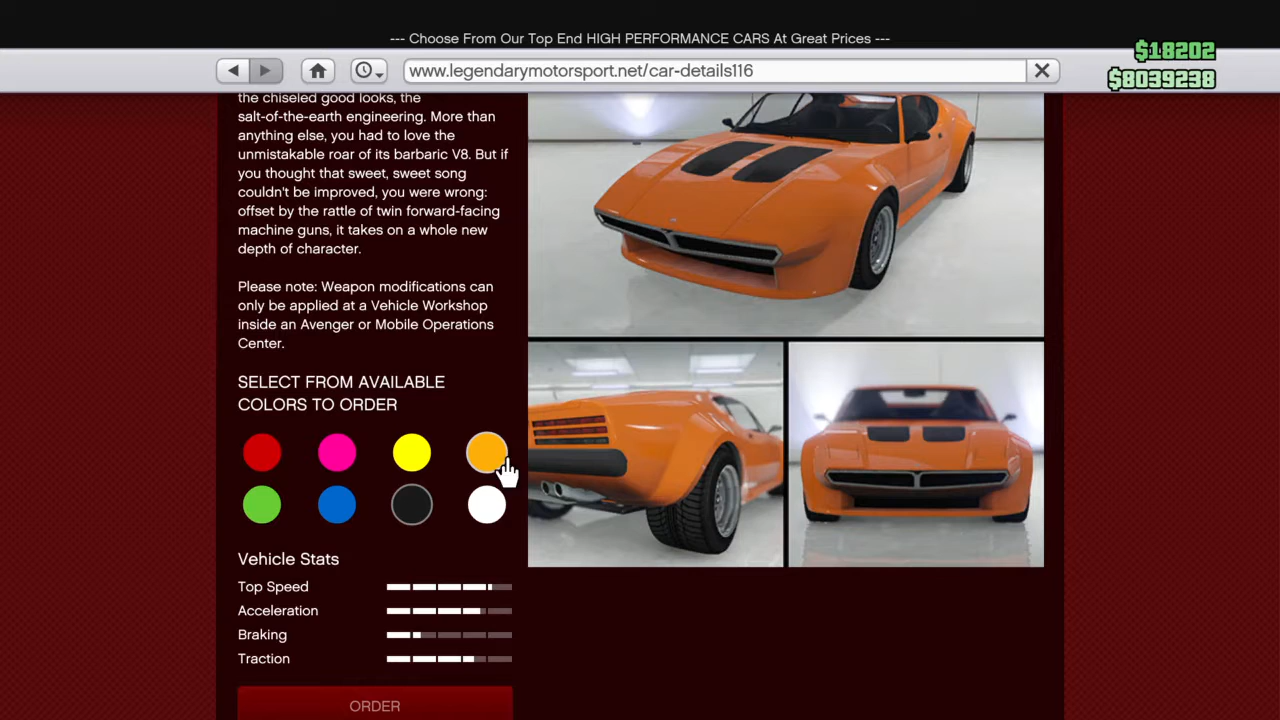 --- Choose From Our Top End HIGH PERFORMANCE CARS At Great Prices ---
$18202
www.legendarymotorsport.net/car-details116
$8039238
the chiseled good looks, the
salt-of-the-earth engineering. More than
anything else, you had to love the
unmistakable roar of its barbaric V8. But if
you thought that sweet, sweet song
couldn't be improved, you were wrong:
offset by the rattle of twin forward-facing
machine guns, it takes on a whole new
depth of character.
Please note: Weapon modifications can
only be applied at a Vehicle Workshop
inside an Avenger or Mobile Operations
Center.
SELECT FROM AVAILABLE
COLORS TO ORDER
Vehicle Stats
Top Speed
Acceleration
Braking
Traction
ORDER